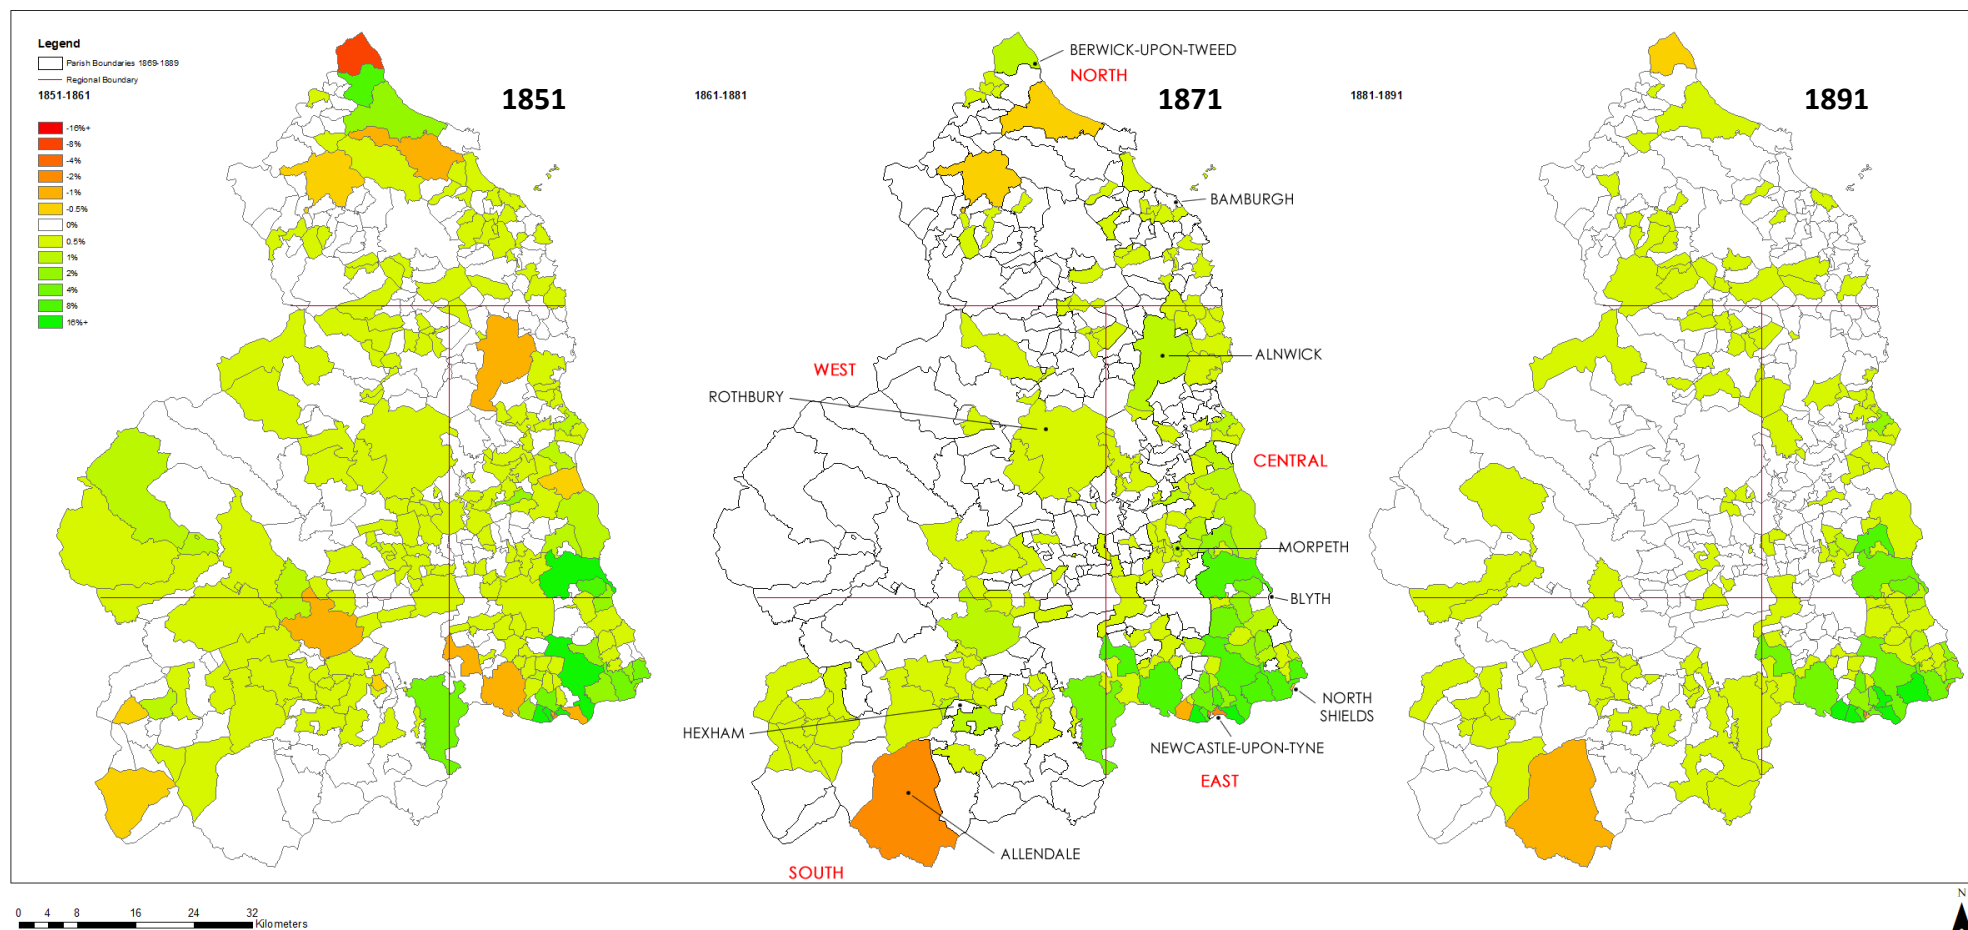 Legend
Parish Boundaries 1869-1889
Regional Boundary
1851-1861
-16%+
-8%
-4%
-2%
-1%
-0.5%
0%
0.5%
1%
2%
4%
8%
16%+
1851
1861-1881
1871
BERWICK-UPON-TWEED
NORTH
BAMBURGH
ALNWICK
WEST
ROTHBURY
CENTRAL
MORPETH
BLYTH
NORTH
SHIELDS
HEXHAM
NEWCASTLE-UPON-TYNE
EAST
ALLENDALE
SOUTH
1881-1891
1891
0 4 8 16 24 32
Kilometers
N